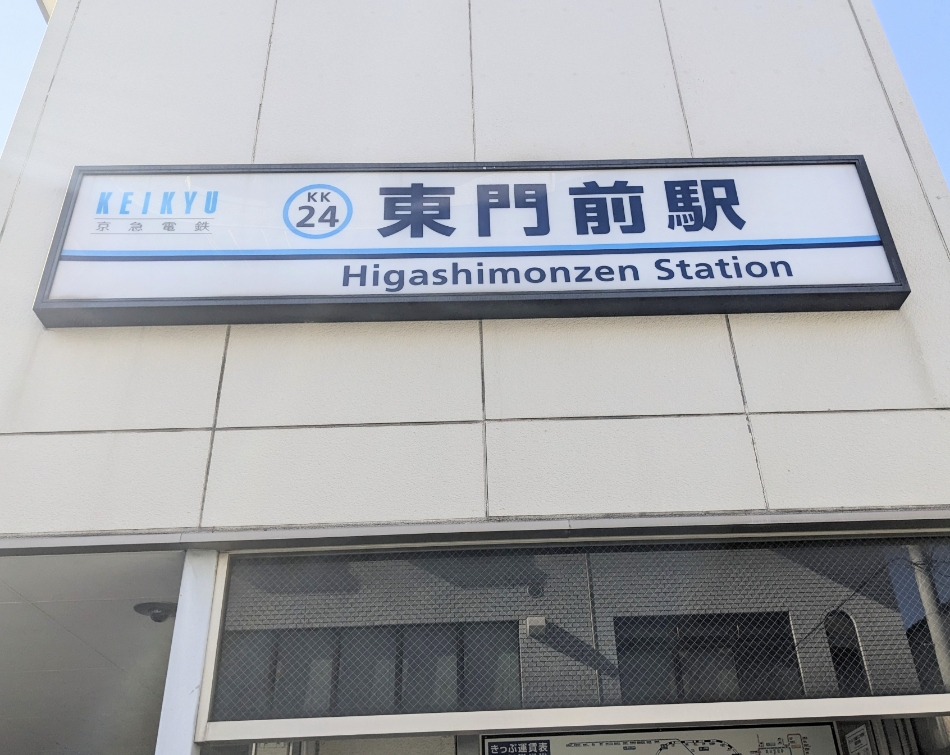 KEIKYU
京急電鉄
KK
24
東門前駅
Higashimonzen Station
きっぷ運賃表